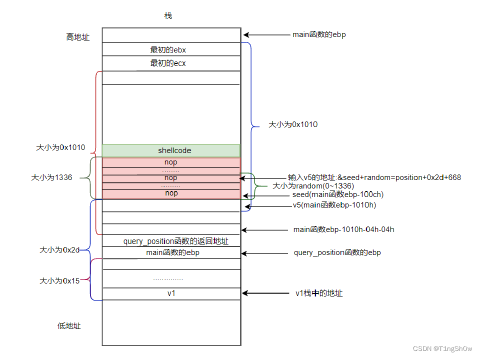 栈
高地址
main函数的ebp
最初的ebx
最初的ecx
大小为0x1010
大小为0x1010
shellcode
nop
.........
nop
..........
nop
大小为1336
输入v5的地址:&seed+random=position+0x2d+668
大小为random(0~1336)
seed(main函数ebp-100ch)
v5(main函数ebp-1010h)
main函数ebp-1010h-04h-04h
query_position函数的返回地址
main函数的ebp
query_position函数的ebp
大小为0x2d
大小为0x15
..............
v1
v1栈中的地址
低地址
CSDN @T1ngSh0w